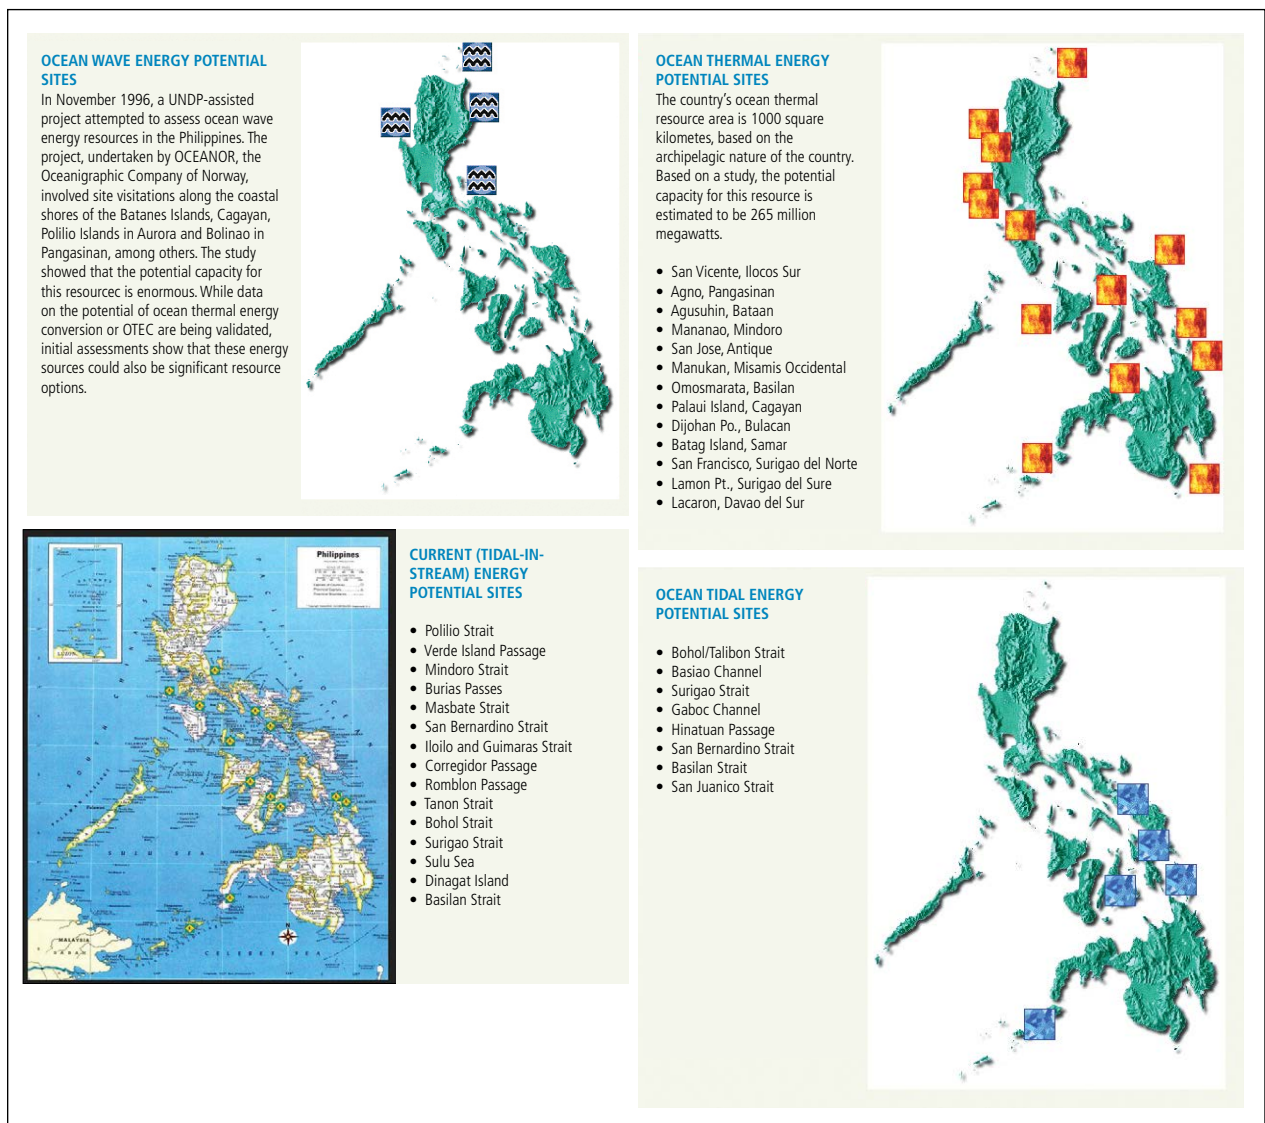 OCEAN WAVE ENERGY POTENTIAL
SITES
In November 1996, a UNDP-assisted
project attempted to assess ocean wave
energy resources in the Philippines. The
project, undertaken by OCEANOR, the
Oceanigraphic Company of Norway,
involved site visitations along the coastal
shores of the Batanes Islands, Cagayan,
Polilio Islands in Aurora and Bolinao in
Pangasinan, among others. The study
showed that the potential capacity for
this resourcec is enormous. While data
on the potential of ocean thermal energy
conversion or OTEC are being validated,
initial assessments show that these energy
sources could also be significant resource
options.
OCEAN THERMAL ENERGY
POTENTIAL SITES
The country's ocean thermal
resource area is 1000 square
kilometes, based on the
archipelagic nature of the country.
Based on a study, the potential
capacity for this resource is
estimated to be 265 million
megawatts.
• San Vicente, Ilocos Sur
• Agno, Pangasinan
• Agusuhin, Bataan
• Mananao, Mindoro
• San Jose, Antique
• Manukan, Misamis Occidental
• Omosmarata, Basilan
• Palaui Island, Cagayan
• Dijohan Po., Bulacan
• Batag Island, Samar
• San Francisco, Surigao del Norte
• Lamon Pt., Surigao del Sure
• Lacaron, Davao del Sur
Philippines
LUZON
SULU SEA
MALAYSIA
SABAH
CELEBES SEA
N
CURRENT (TIDAL-IN-
STREAM) ENERGY
POTENTIAL SITES
• Polilio Strait
• Verde Island Passage
• Mindoro Strait
• Burias Passes
• Masbate Strait
• San Bernardino Strait
• Iloilo and Guimaras Strait
• Corregidor Passage
• Romblon Passage
• Tanon Strait
• Bohol Strait
• Surigao Strait
• Sulu Sea
• Dinagat Island
• Basilan Strait
OCEAN TIDAL ENERGY
POTENTIAL SITES
• Bohol/Talibon Strait
• Basiao Channel
• Surigao Strait
• Gaboc Channel
• Hinatuan Passage
• San Bernardino Strait
• Basilan Strait
• San Juanico Strait